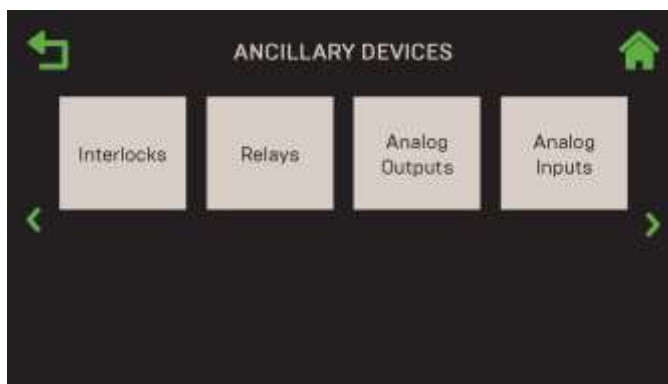 ANCILLARY DEVICES
Interlocks
Relays
Analog
Outputs
Analog
Inputs